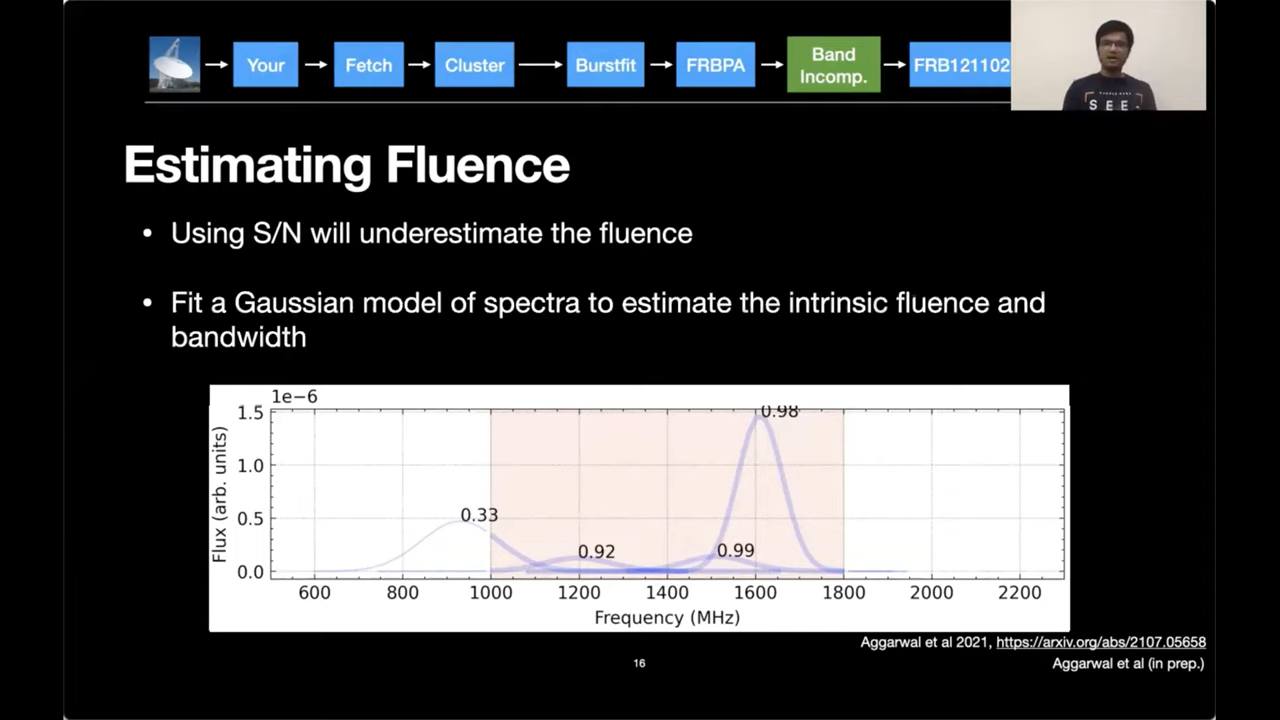 Your
Fetch
Cluster
Burstfit
FRBPA
Band
Incomp.
FRB121102
SEE
Estimating Fluence
• Using S/N will underestimate the fluence
• Fit a Gaussian model of spectra to estimate the intrinsic fluence and
bandwidth
1e−6
1.5
1.0
0.5
0.0
Flux (arb. units)
0.33
0.92
0.99
0.98
600 800 1000 1200 1400 1600 1800 2000 2200
Frequency (MHz)
Aggarwal et al 2021, https://arxiv.org/abs/2107.05658
16
Aggarwal et al (in prep.)